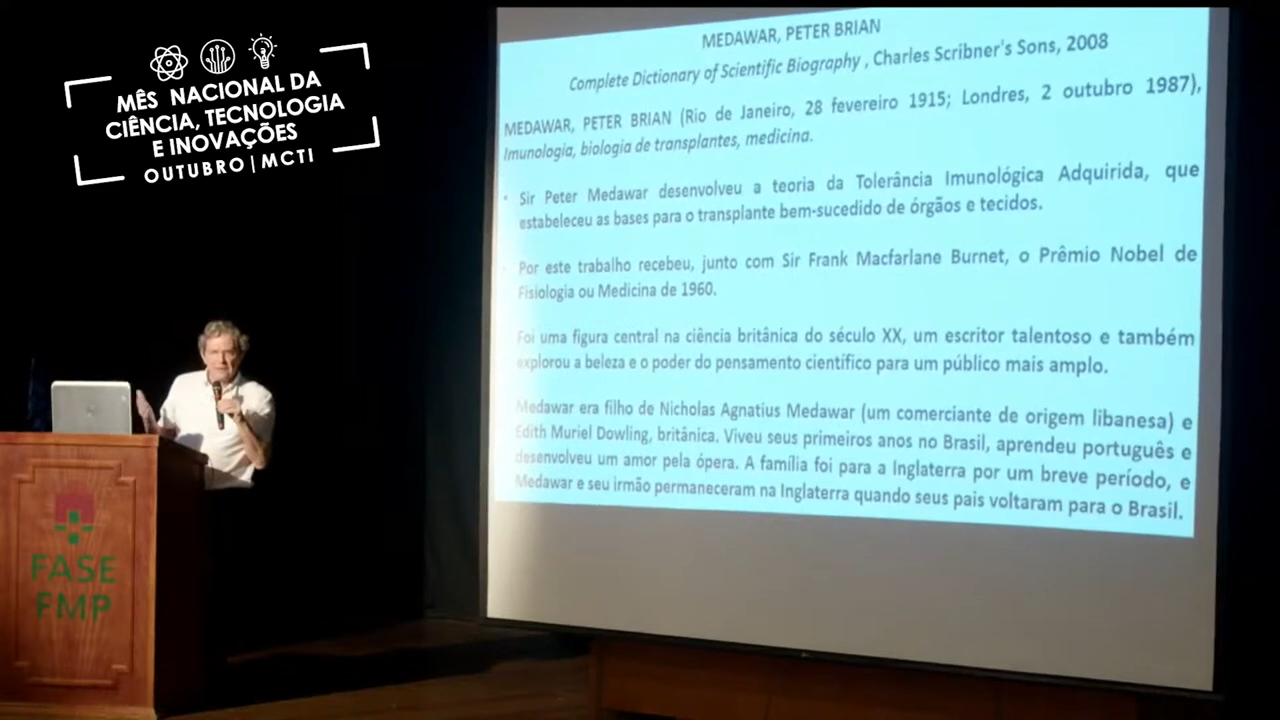 MÊS NACIONAL DA
CIÊNCIA, TECNOLOGIA
E INOVAÇÕES
OUTUBRO | MCTI
MEDAWAR, PETER BRIAN
Complete Dictionary of Scientific Biography , Charles Scribner's Sons, 2008
MEDAWAR, PETER BRIAN (Rio de Janeiro, 28 fevereiro 1915; Londres, 2 outubro 1987),
Imunologia, biologia de transplantes, medicina.
• Sir Peter Medawar desenvolveu a teoria da Tolerância Imunológica Adquirida, que
estabeleceu as bases para o transplante bem-sucedido de órgãos e tecidos.
Por este trabalho recebeu, junto com Sir Frank Macfarlane Burnet, o Prêmio Nobel de
Fisiologia ou Medicina de 1960.
Foi uma figura central na ciência britânica do século XX, um escritor talentoso e também
explorou a beleza e o poder do pensamento científico para um público mais amplo.
Medawar era filho de Nicholas Agnatius Medawar (um comerciante de origem libanesa) e
Edith Muriel Dowling, britânica. Viveu seus primeiros anos no Brasil, aprendeu português e
desenvolveu um amor pela ópera. A família foi para a Inglaterra por um breve período, e
Medawar e seu irmão permaneceram na Inglaterra quando seus pais voltaram para o Brasil.
FASE
FMP